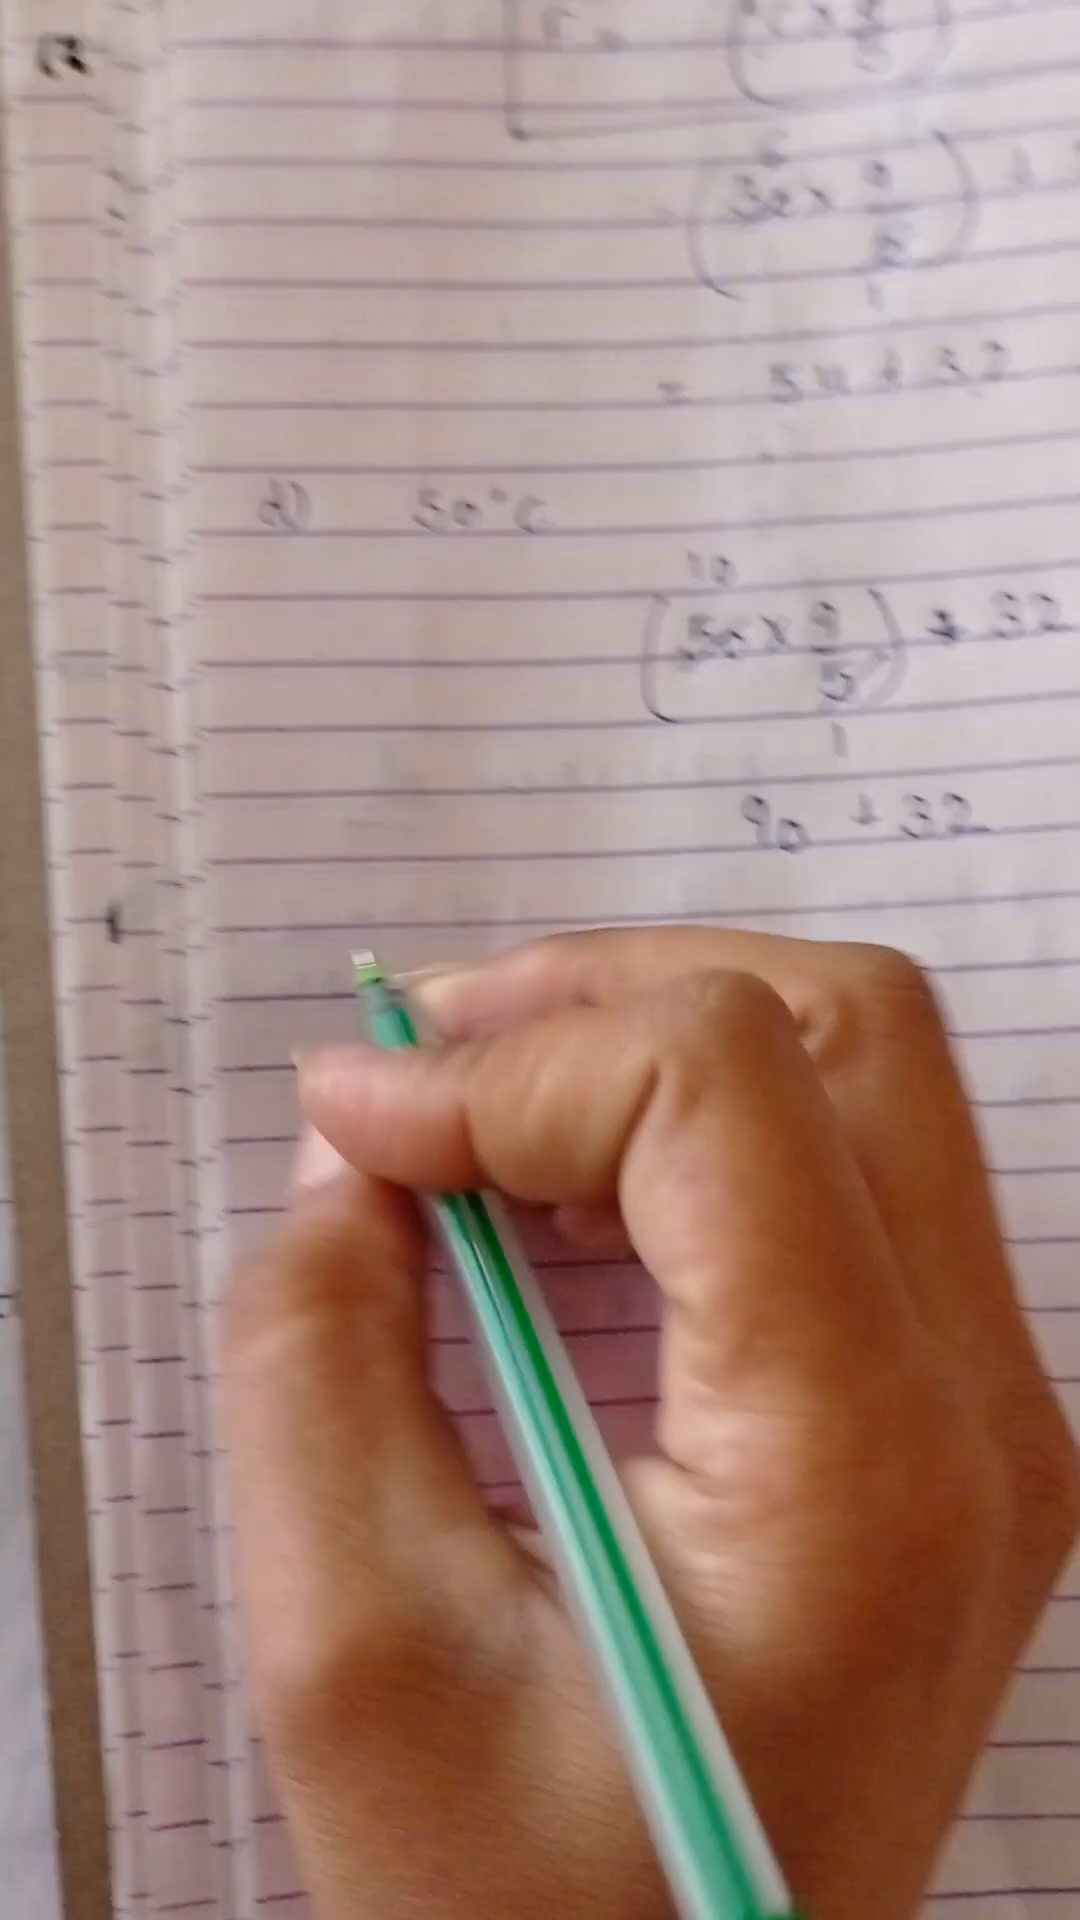 (30 × 9/5) +
= 54 + 32
d) 50°C
10
(50 × 9/5) + 32
1
90 + 32